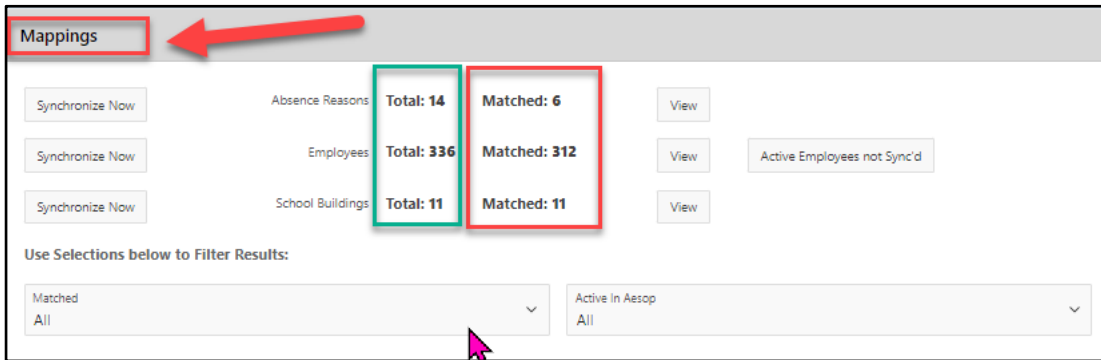 Mappings
Synchronize Now Absence Reasons Total: 14 Matched: 6 View
Synchronize Now Employees Total: 336 Matched: 312 View Active Employees not Sync'd
Synchronize Now School Buildings Total: 11 Matched: 11 View
Use Selections below to Filter Results:
Matched Active In Aesop
All All